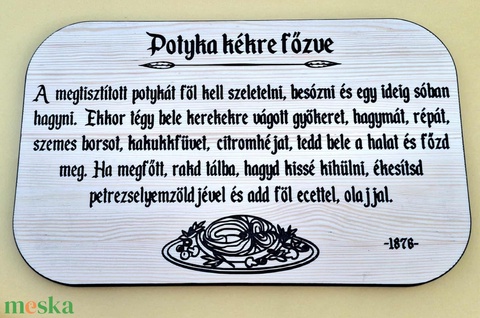 Potyka kékre főzve
A megtisztított potykát föl kell szeletelni, besózni és egy ideig sóban
hagyni. Ekkor tégy bele kerekekre vágott gyökeret, hagymát, répát,
szemes borsot, kakukkfüvet, citromhéjat, tedd bele a halat és főzd
meg. Ha megfőtt, rakd tálba, hagyd kissé kihülni, ékesítsd
petrezselyemzöldjével és add föl ecettel, olajjal.
-1876-
meska